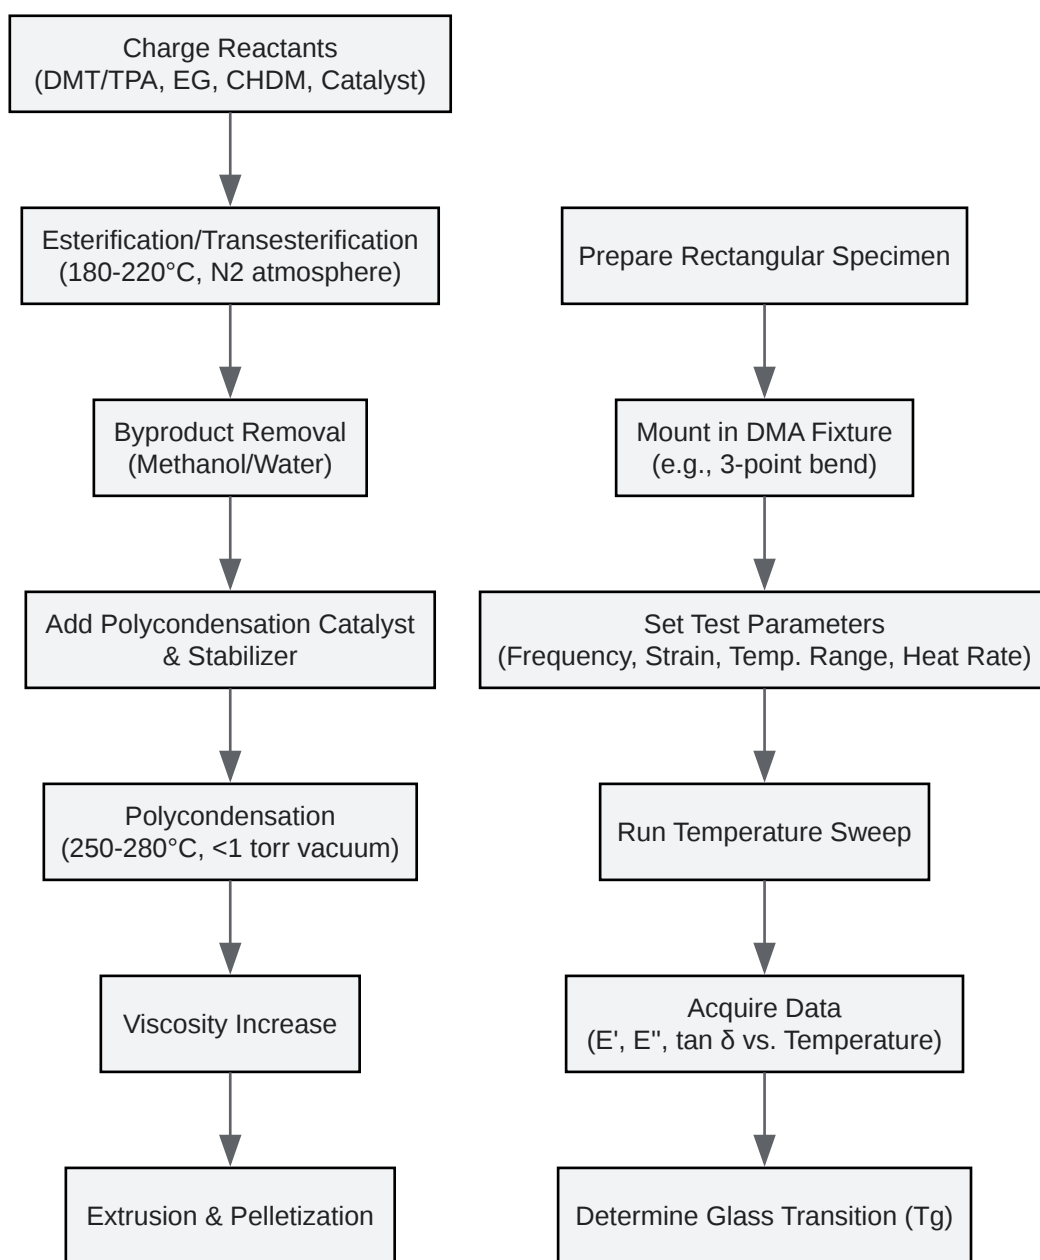 Charge Reactants
(DMT/TPA, EG, CHDM, Catalyst)
Esterification/Transesterification
(180-220°C, N2 atmosphere)
Byproduct Removal
(Methanol/Water)
Add Polycondensation Catalyst
& Stabilizer
Polycondensation
(250-280°C, <1 torr vacuum)
Viscosity Increase
Extrusion & Pelletization
Prepare Rectangular Specimen
Mount in DMA Fixture
(e.g., 3-point bend)
Set Test Parameters
(Frequency, Strain, Temp. Range, Heat Rate)
Run Temperature Sweep
Acquire Data
(E', E'', tan δ vs. Temperature)
Determine Glass Transition (Tg)